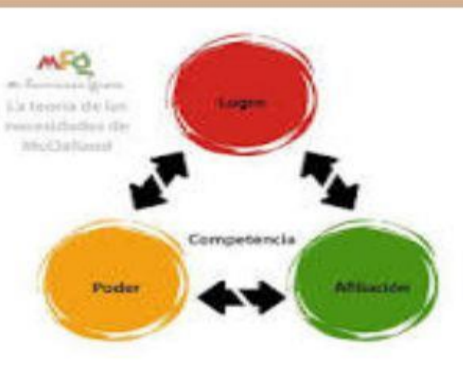 MFQ
La teoría de las
necesidades de
McClelland
Logro
Competencia
Poder
Afiliación